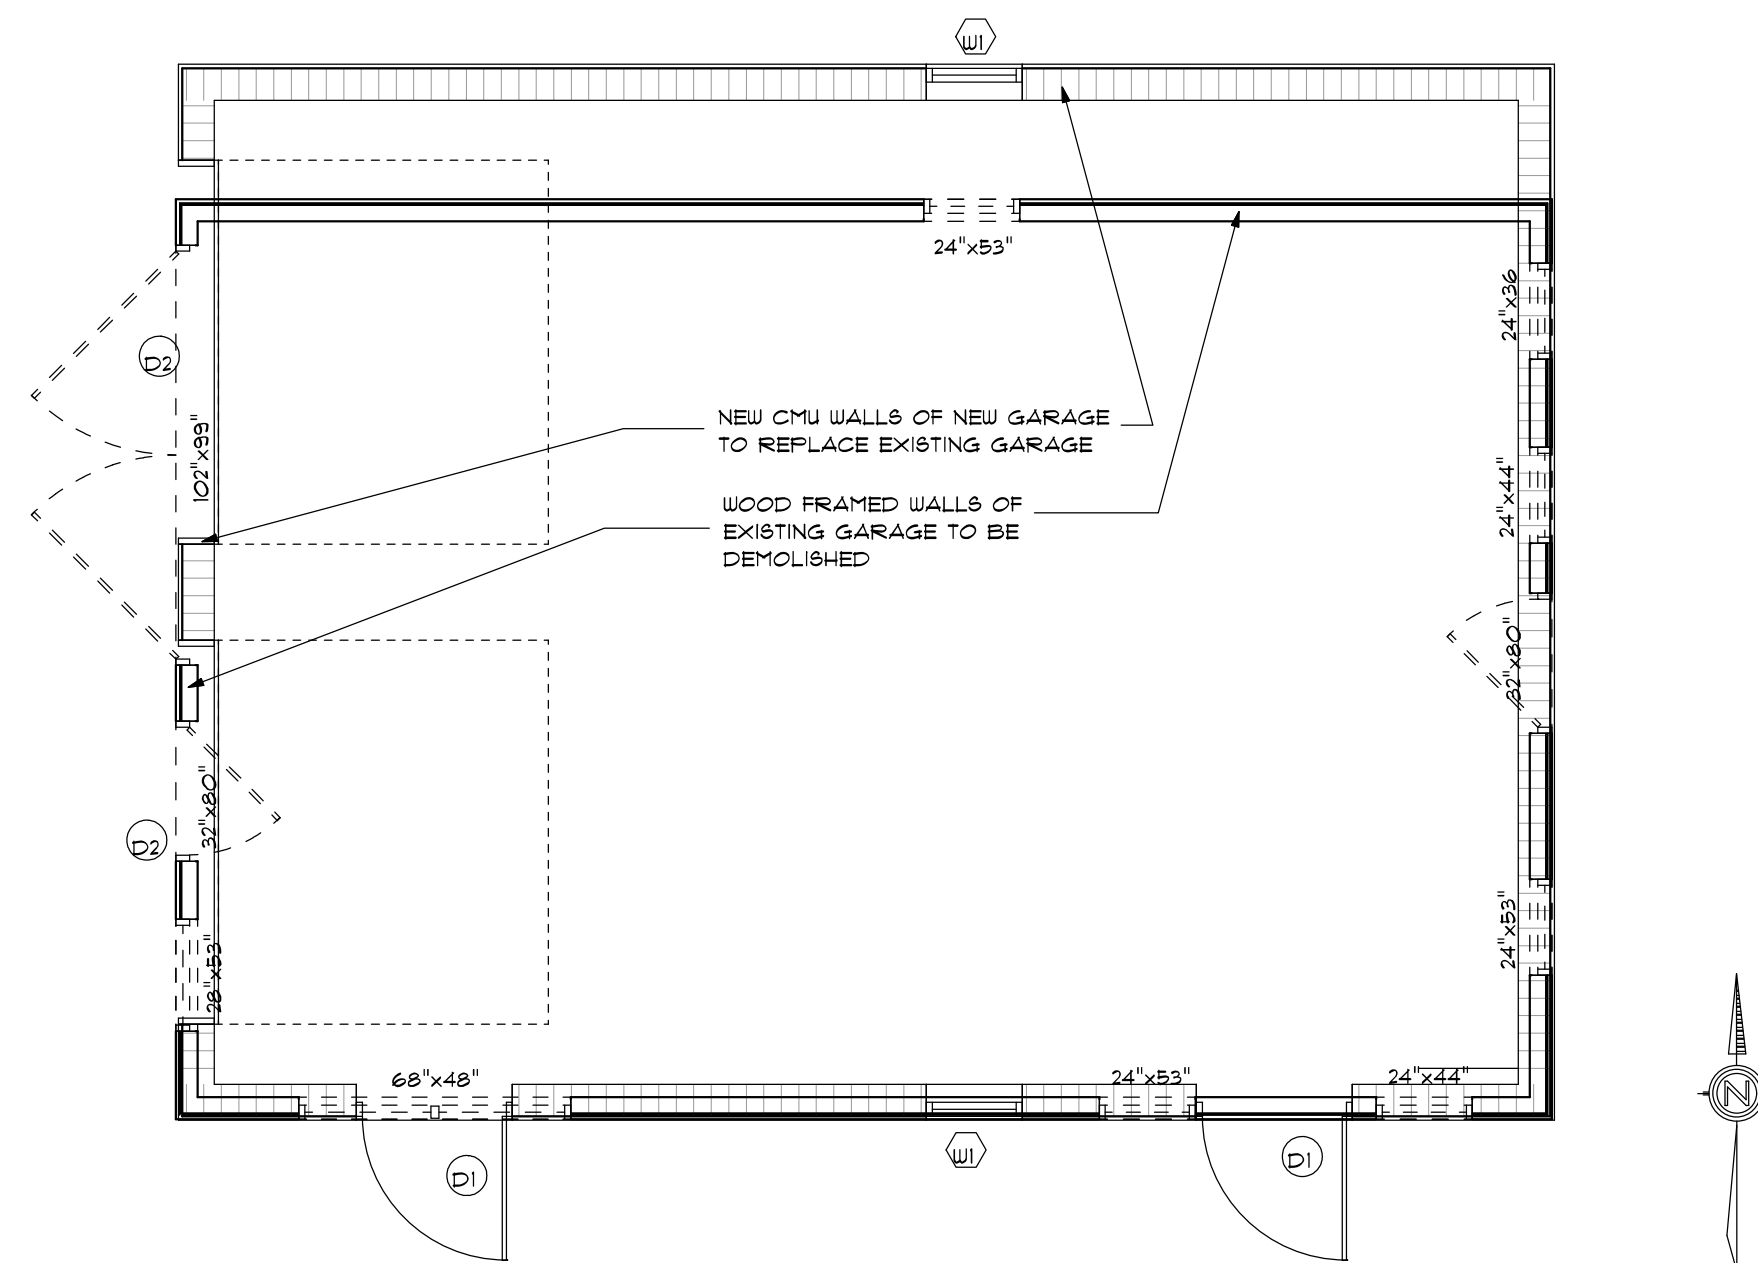 W1
24"x53"
24"x36
D2
102"x99"
NEW CMU WALLS OF NEW GARAGE
TO REPLACE EXISTING GARAGE
24"x44"
WOOD FRAMED WALLS OF
EXISTING GARAGE TO BE
DEMOLISHED
32"x80"
32"x80"
D2
24"x53"
28"x53"
68"x48"
24"x53"
24"x44"
N
W1
D1
D1